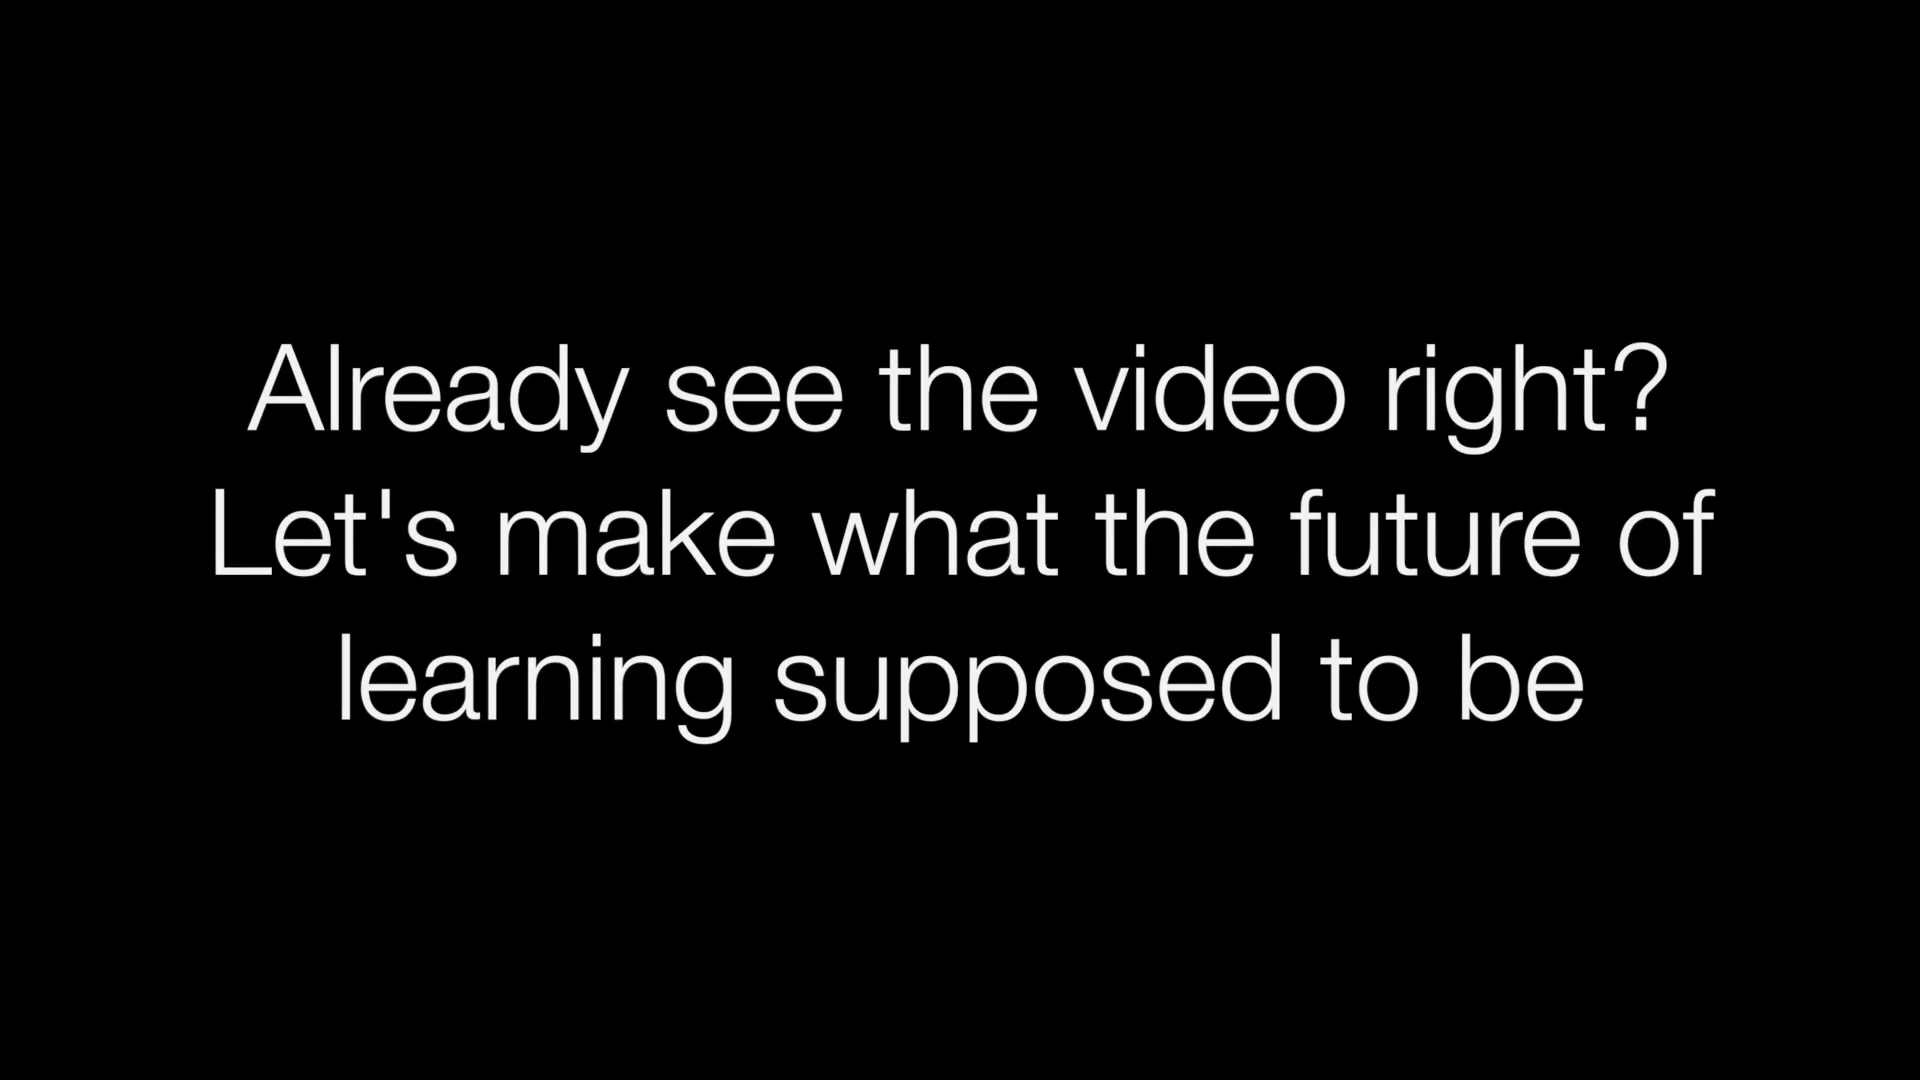 Already see the video right?
Let's make what the future of
learning supposed to be